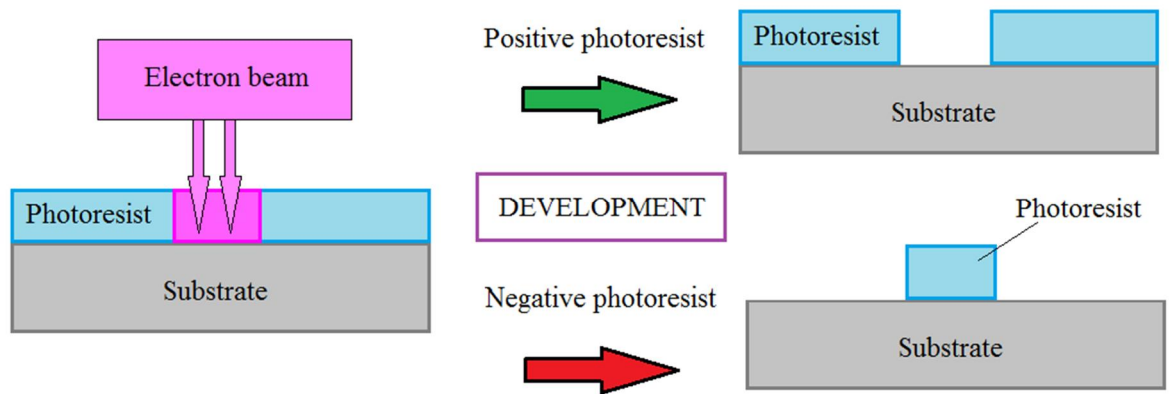 Electron beam
Photoresist
Substrate
Positive photoresist
DEVELOPMENT
Negative photoresist
Photoresist
Substrate
Photoresist
Substrate